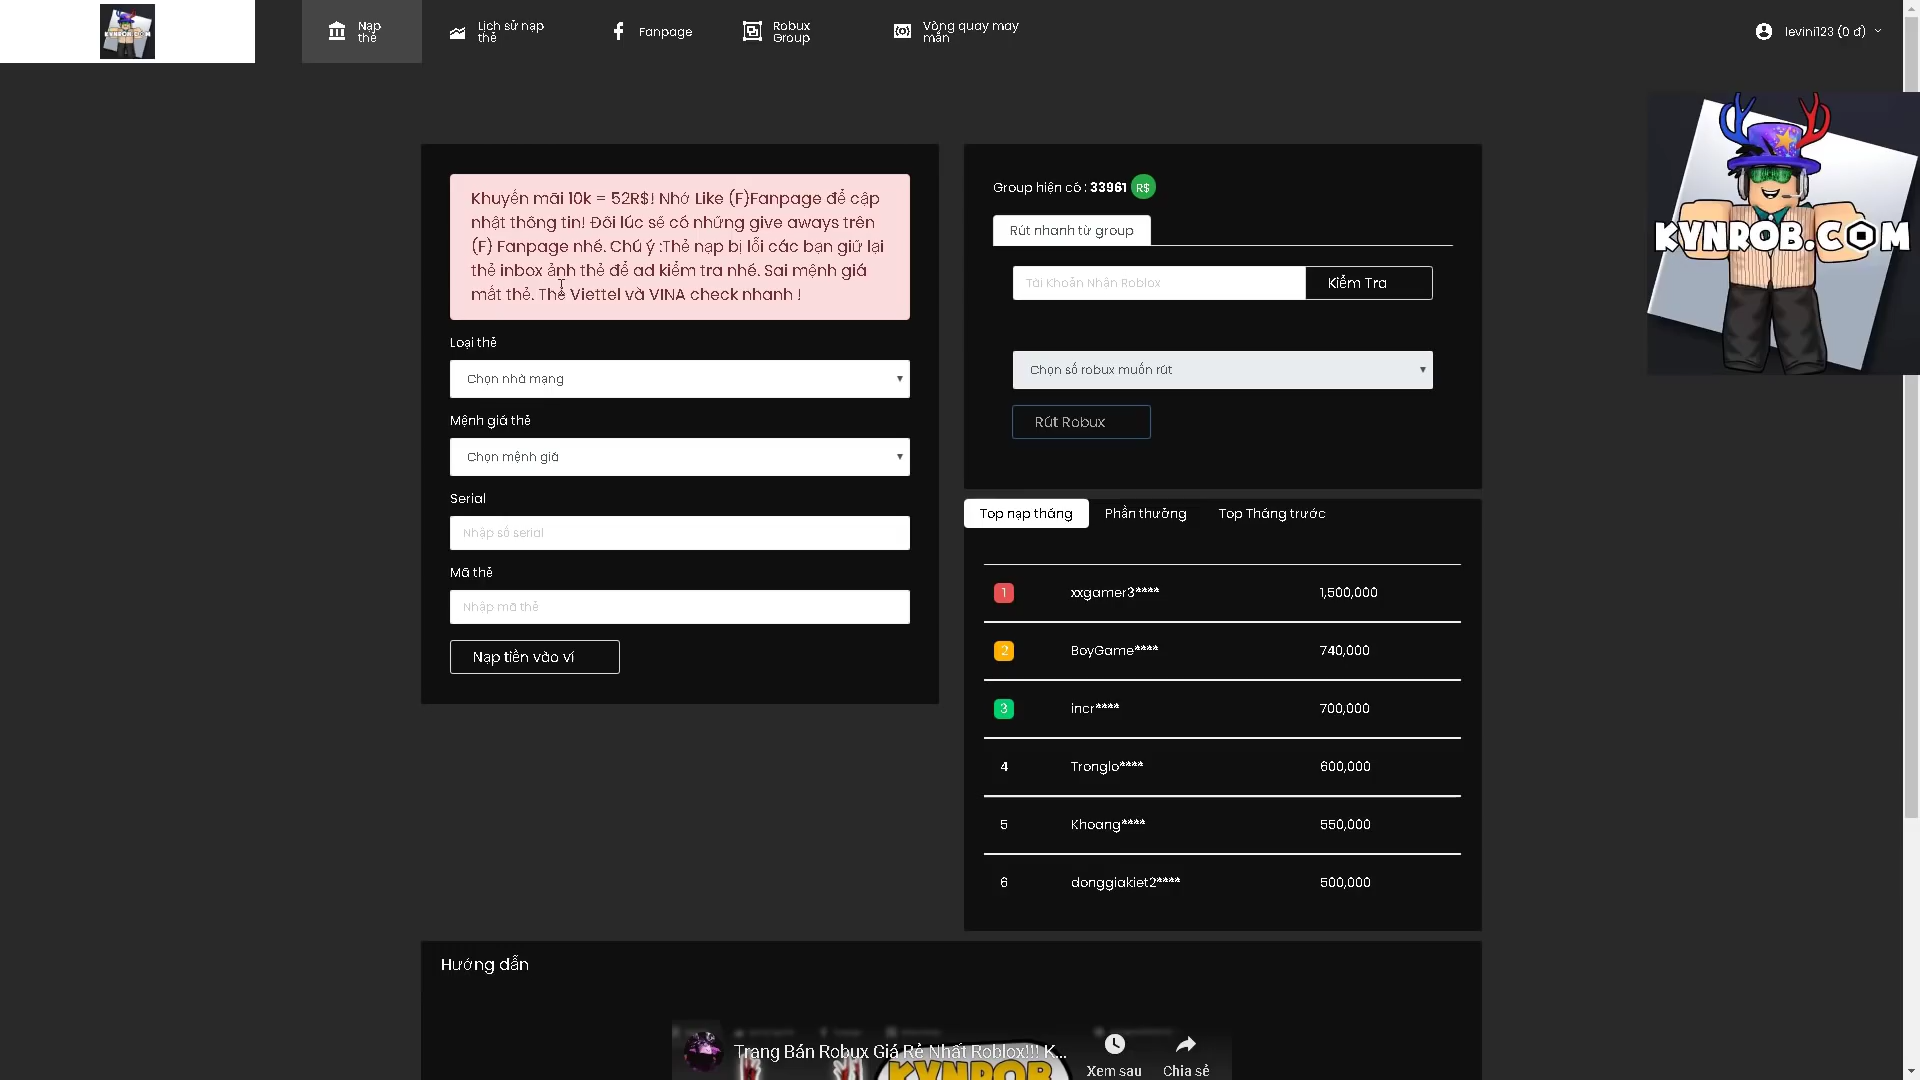 Nạp thẻ
Lịch sử nạp thẻ
Fanpage
Robux Group
Vòng quay may mắn
levini123 (0 đ)
Khuyến mãi 10k = 52R$! Nhớ Like (F)Fanpage để cập
nhật thông tin! Đôi lúc sẽ có những give aways trên
(F) Fanpage nhé. Chú ý :Thẻ nạp bị lỗi các bạn giữ lại
thẻ inbox ảnh thẻ để ad kiểm tra nhé. Sai mệnh giá
mất thẻ. Thẻ Viettel và VINA check nhanh !
Loại thẻ
Chọn nhà mạng
Mệnh giá thẻ
Chọn mệnh giá
Serial
Nhập số serial
Mã thẻ
Nhập mã thẻ
Nạp tiền vào ví
Group hiện có : 33961 R$
Rút nhanh từ group
Tài Khoản Nhận Roblox
Kiểm Tra
Chọn số robux muốn rút
Rút Robux
KYNROB.COM
Top nạp tháng
Phần thưởng
Top Tháng trước
1 xxgamer3**** 1,500,000
2 BoyGame**** 740,000
3 incr**** 700,000
4 Tronglo**** 600,000
5 Khoang**** 550,000
6 donggiakiet2**** 500,000
Hướng dẫn
Trang Bán Robux Giá Rẻ Nhất Roblox!!! K...
Xem sau
Chia sẻ
KYNROB